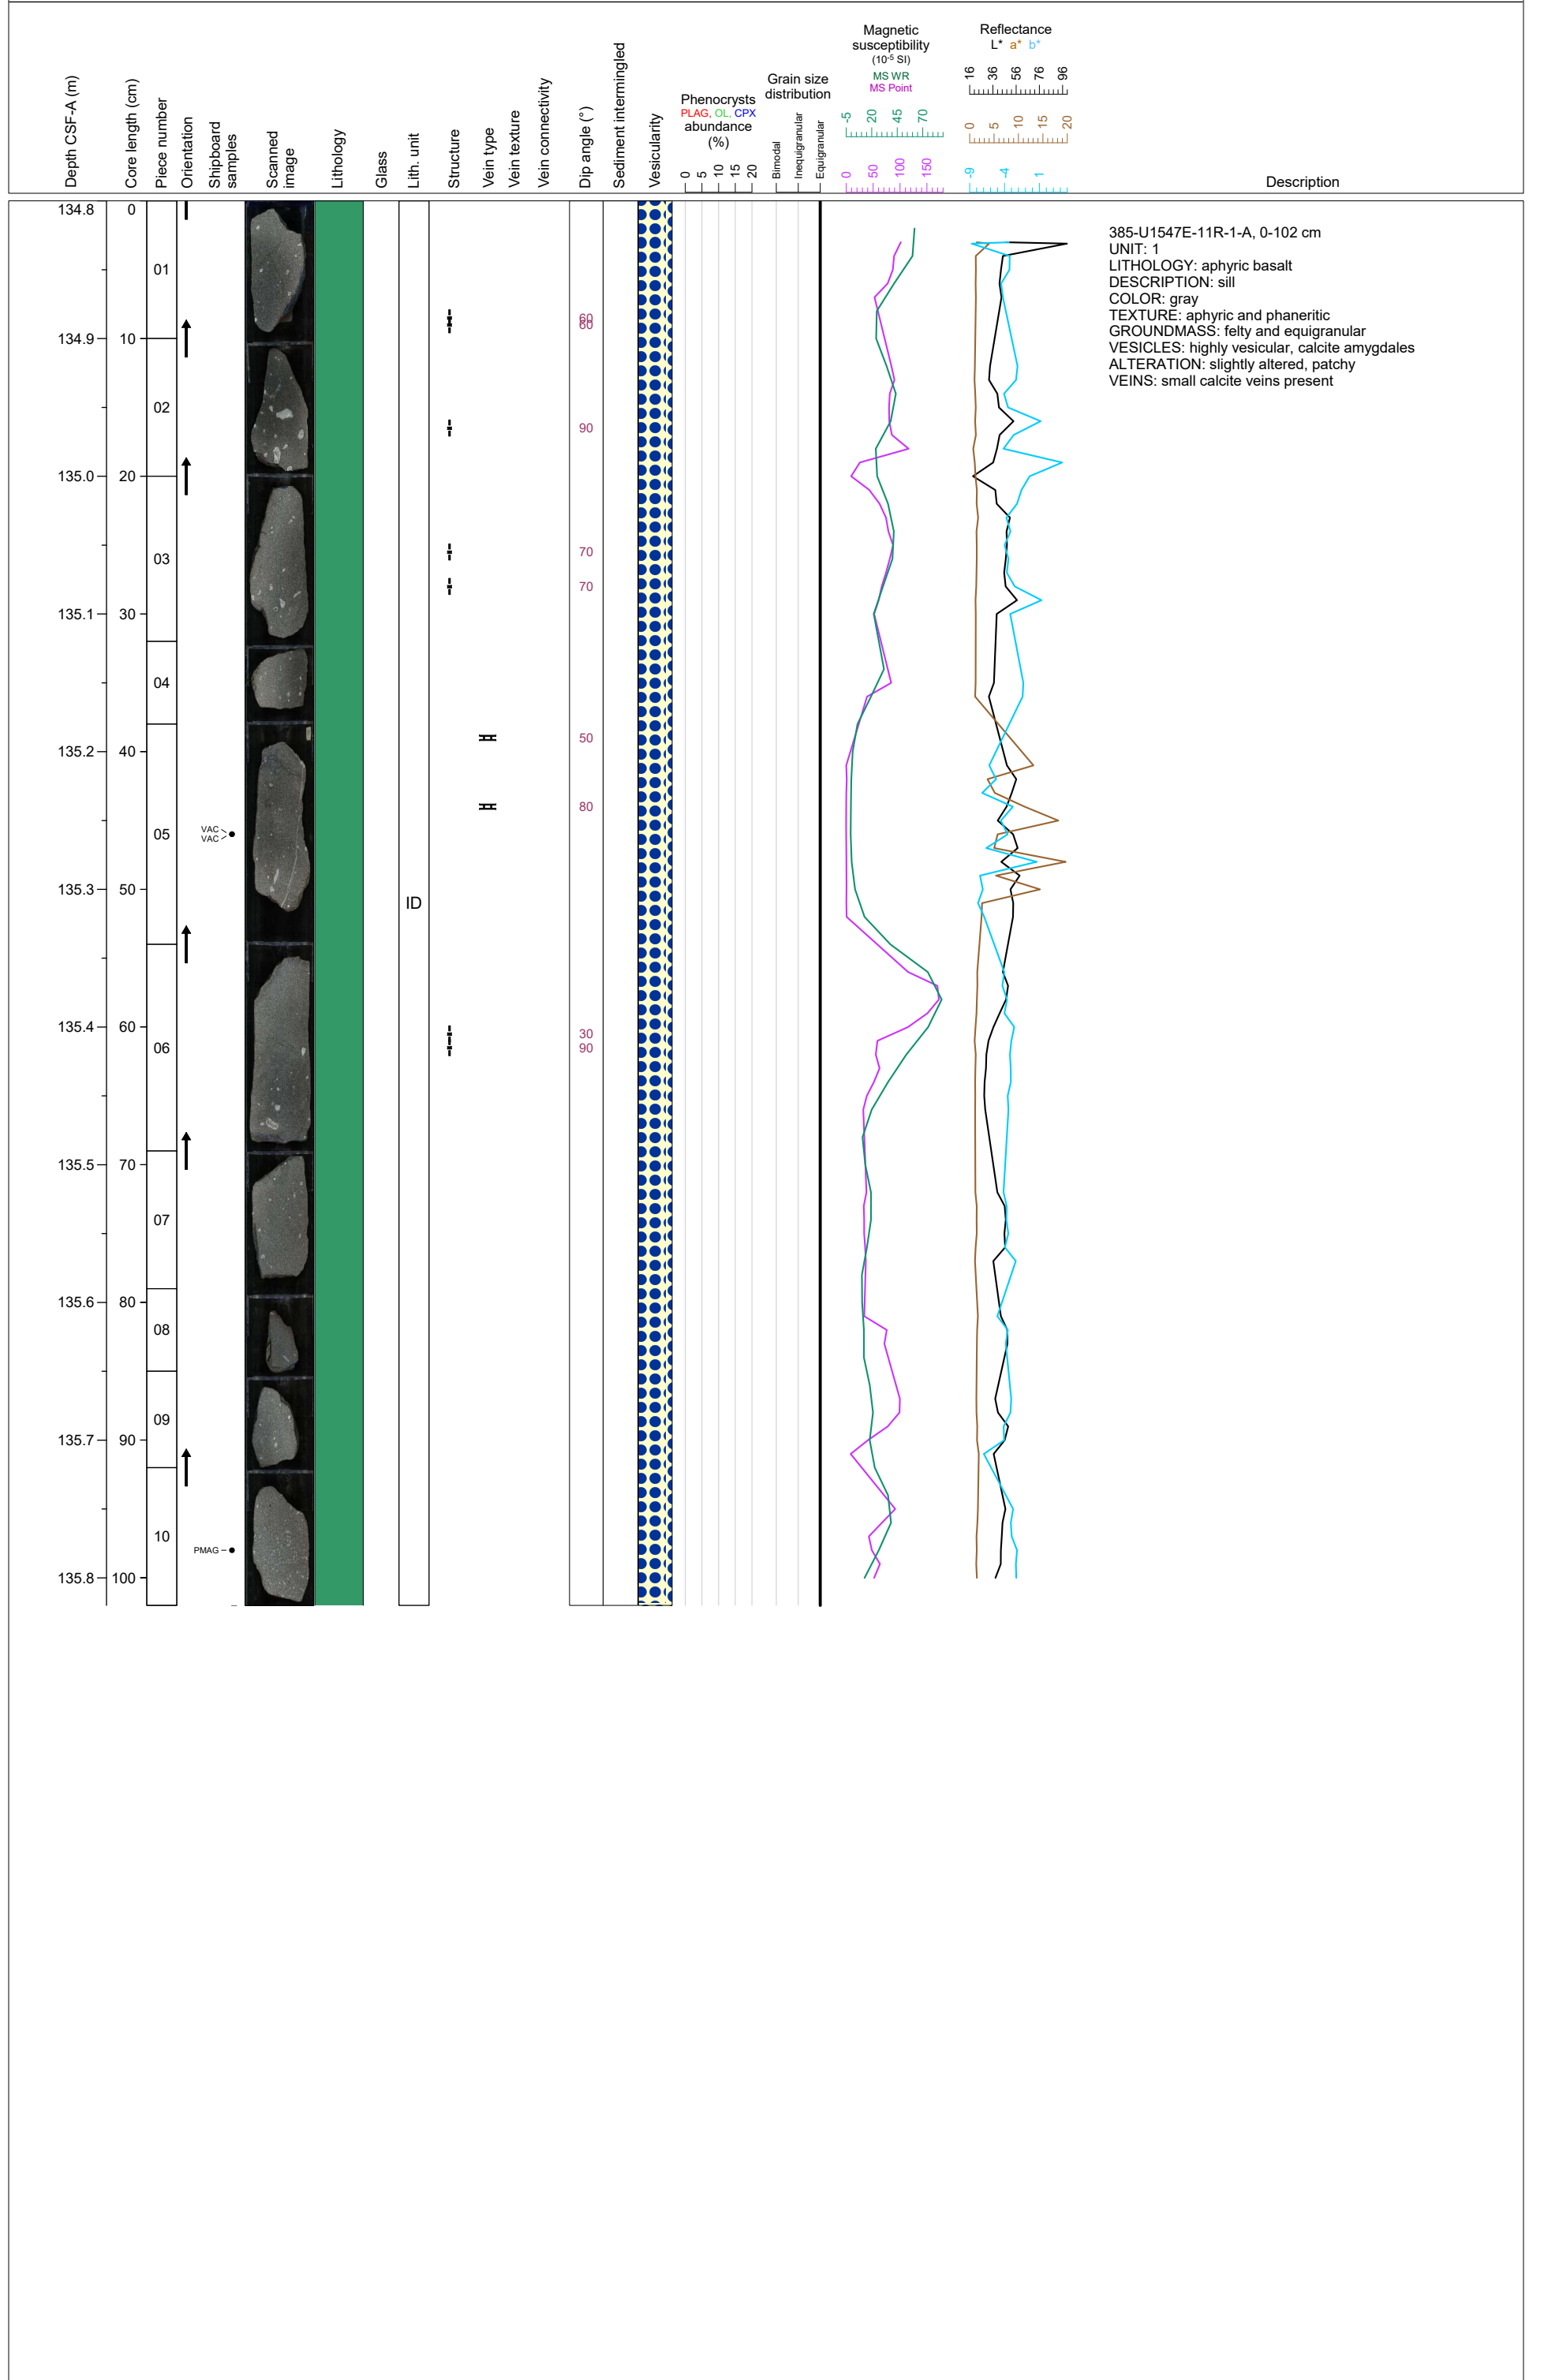 Depth CSF-A (m)
Core length (cm)
Piece number
Orientation
Shipboard
samples
Scanned
image
Lithology
Glass
Lith. unit
Structure
Vein type
Vein texture
Vein connectivity
Dip angle (°)
Sediment intermingled
Vesicularity
Phenocrysts
PLAG, OL, CPX
abundance
(%)
0 5 10 15 20
Grain size
distribution
Bimodal
Inequigranular
Equigranular
Magnetic
susceptibility
(10-5 SI)
MS WR
MS Point
-5 20 45 70
0 50 100 150
Reflectance
L* a* b*
16 36 56 76 96
0 5 10 15 20
-9 -4 1
Description
134.8 0
01
60
60
134.9 10
02
90
135.0 20
03
70
70
135.1 30
04
50
135.2 40
80
VAC
VAC
05
135.3 50
ID
135.4 60
30
06
90
135.5 70
07
135.6 80
08
09
135.7 90
10
PMAG
135.8 100
385-U1547E-11R-1-A, 0-102 cm
UNIT: 1
LITHOLOGY: aphyric basalt
DESCRIPTION: sill
COLOR: gray
TEXTURE: aphyric and phaneritic
GROUNDMASS: felty and equigranular
VESICLES: highly vesicular, calcite amygdales
ALTERATION: slightly altered, patchy
VEINS: small calcite veins present